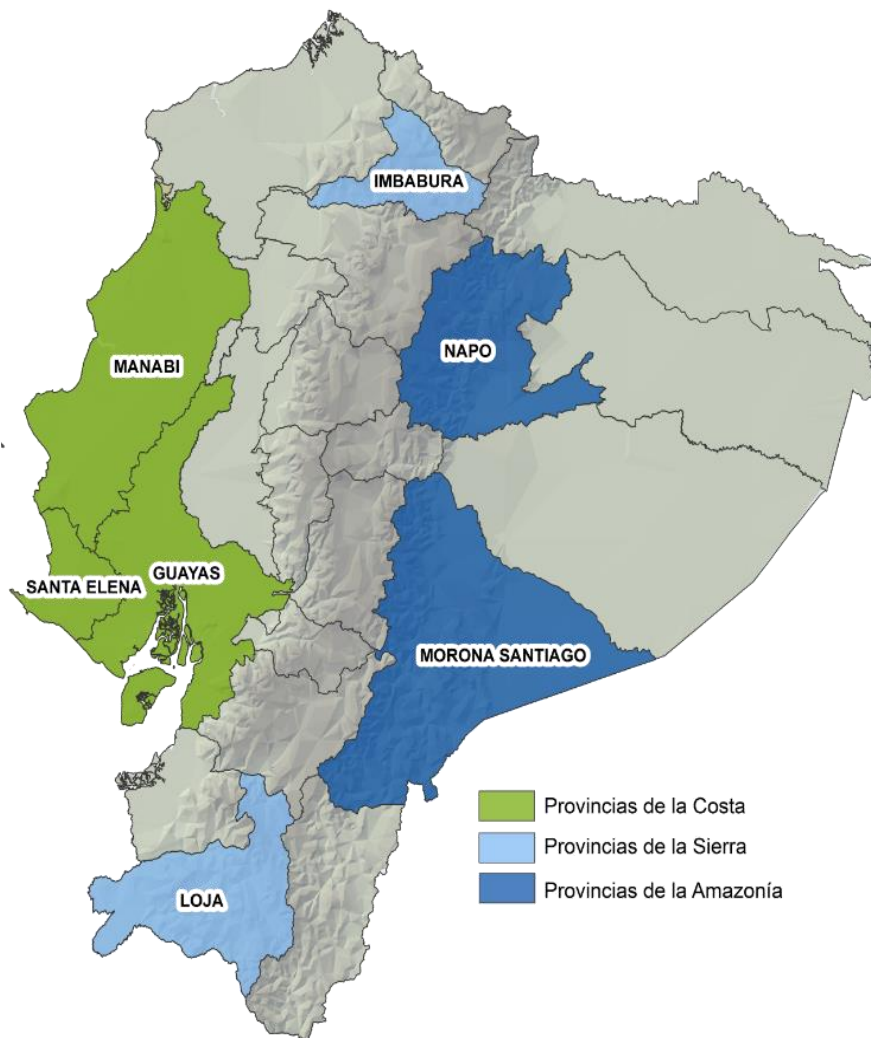 IMBABURA
NAPO
MANABI
GUAYAS
SANTA ELENA
MORONA SANTIAGO
LOJA
Provincias de la Costa
Provincias de la Sierra
Provincias de la Amazonía